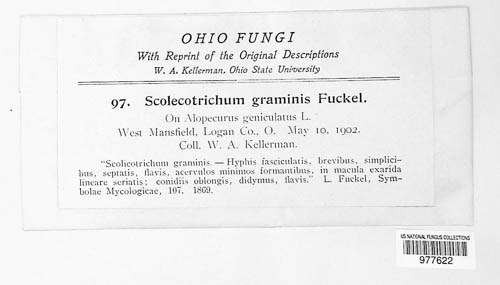 OHIO FUNGI
With Reprint of the Original Descriptions
W. A. Kellerman, Ohio State University
97. Scolecotrichum graminis Fuckel.
On Alopecurus geniculatus L.
West Mansfield, Logan Co., O. May 10, 1902.
Coll. W. A. Kellerman.
"Scolicotrichum graminis. — Hyphis fasciculatis, brevibus, simplici-
bus, septatis, flavis, acervulos minimos formantibus, in macula exarida
lineare seriatis; conidiis oblongis, didymus, flavis." L. Fuckel, Sym-
bolae Mycologicae, 107. 1869.
US NATIONAL FUNGUS COLLECTIONS
977622